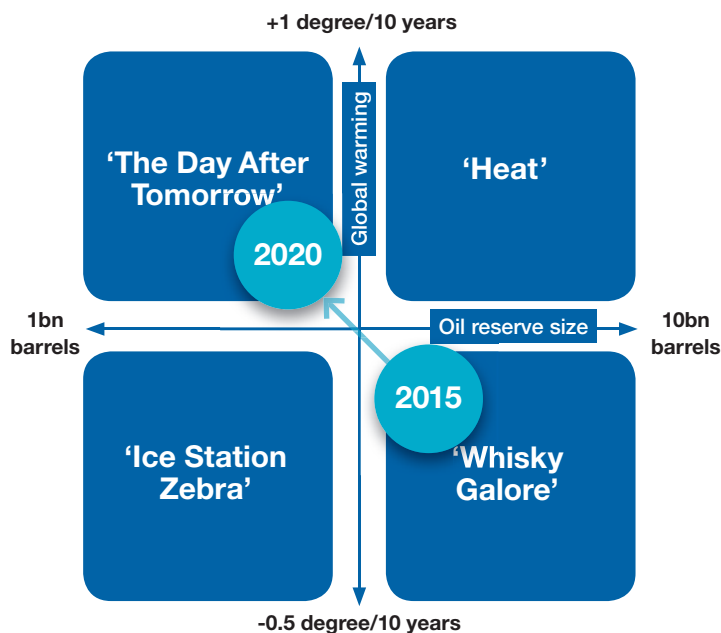 +1 degree/10 years
Global warming
‘The Day After
Tomorrow’
‘Heat’
2020
1bn
barrels
Oil reserve size
10bn
barrels
2015
‘Ice Station
Zebra’
‘Whisky
Galore’
-0.5 degree/10 years